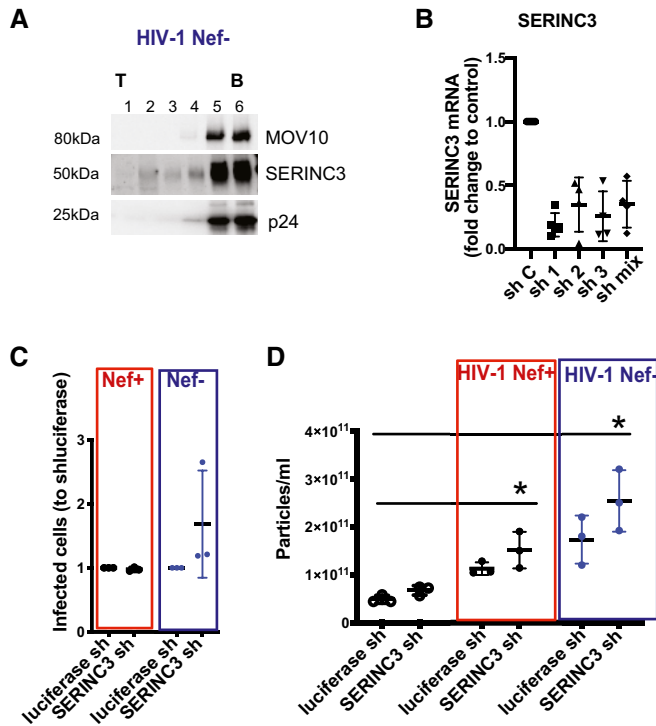 A
HIV-1 Nef-
T B
1 2 3 4 5 6
80kDa MOV10
50kDa SERINC3
25kDa p24
B
SERINC3
SERINC3 mRNA
(fold change to control)
1.5
1.0
0.5
0.0
sh C
sh 1
sh 2
sh 3
sh mix
C
Nef+ Nef-
Infected cells (to shluciferase)
3
2
1
0
luciferase sh
SERINC3 sh
luciferase sh
SERINC3 sh
D
HIV-1 Nef+ HIV-1 Nef-
Particles/ml
4×10¹¹
3×10¹¹
2×10¹¹
1×10¹¹
0
*
*
luciferase sh
SERINC3 sh
luciferase sh
SERINC3 sh
luciferase sh
SERINC3 sh